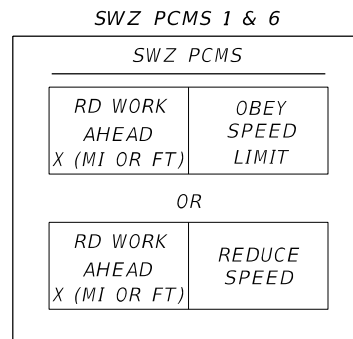 SWZ PCMS 1 & 6
SWZ PCMS
RD WORK
AHEAD
X (MI OR FT)
OBEY
SPEED
LIMIT
OR
RD WORK
AHEAD
X (MI OR FT)
REDUCE
SPEED